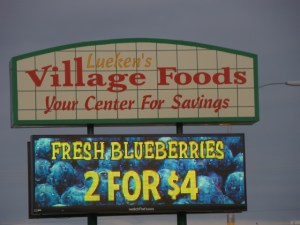 Lueken's
Village Foods
Your Center For Savings
FRESH BLUEBERRIES
2 FOR $4